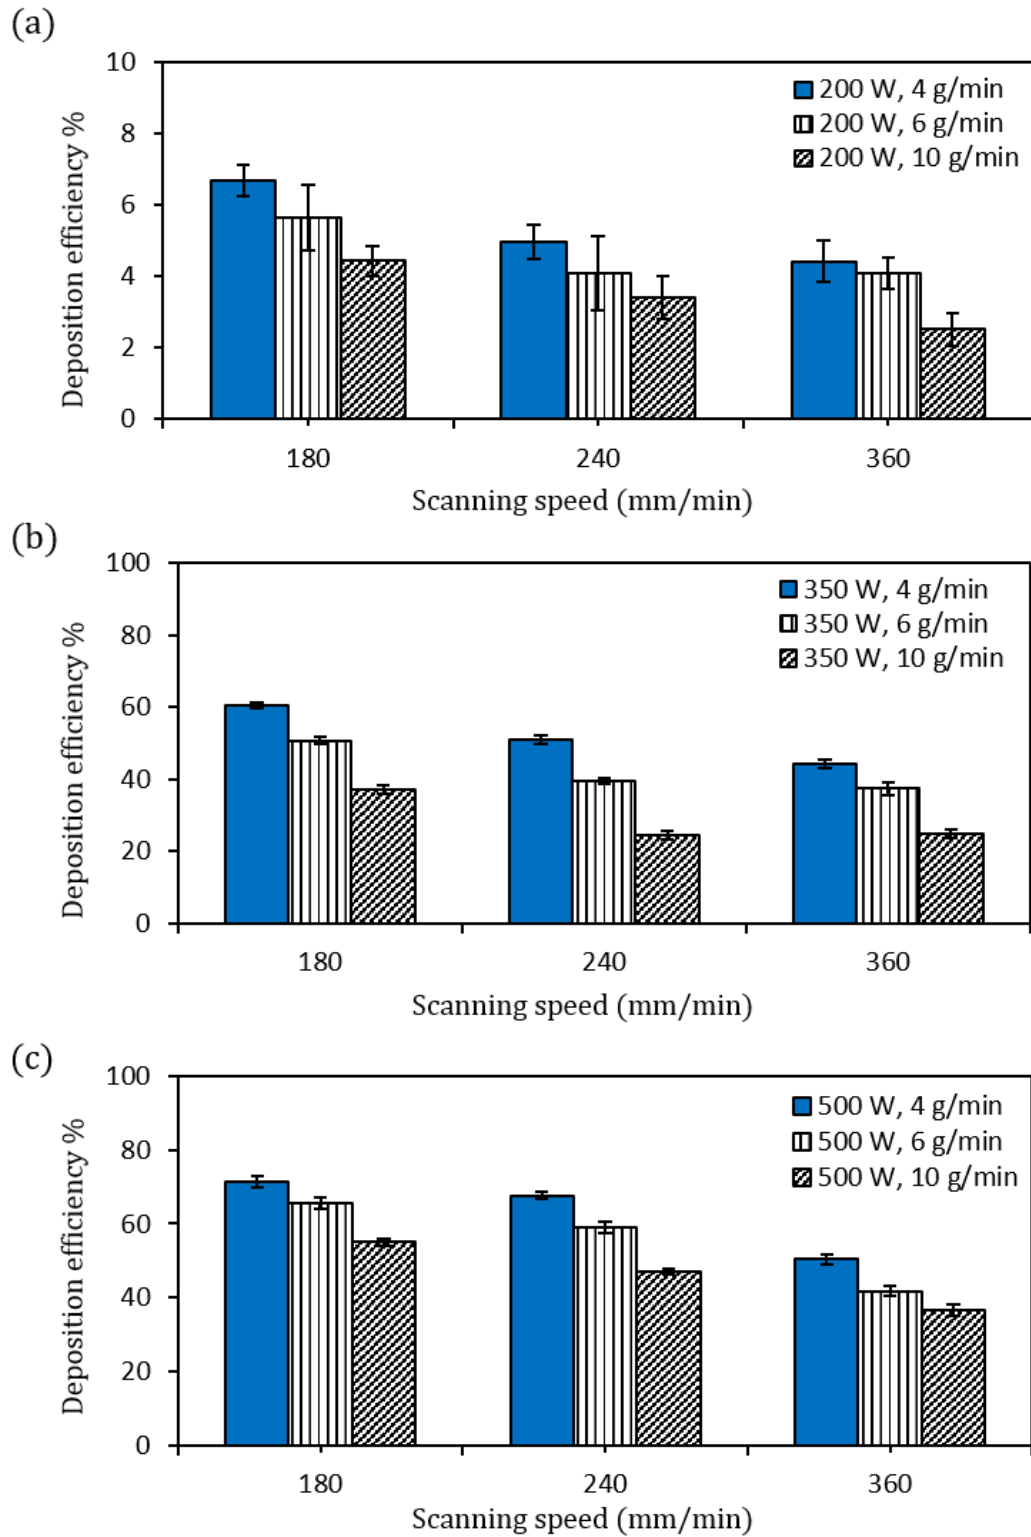 (a)
10
8
6
4
2
0
Deposition efficiency %
200 W, 4 g/min
200 W, 6 g/min
200 W, 10 g/min
180 240 360
Scanning speed (mm/min)
(b)
100
80
60
40
20
0
Deposition efficiency %
350 W, 4 g/min
350 W, 6 g/min
350 W, 10 g/min
180 240 360
Scanning speed (mm/min)
(c)
100
80
60
40
20
0
Deposition efficiency %
500 W, 4 g/min
500 W, 6 g/min
500 W, 10 g/min
180 240 360
Scanning speed (mm/min)